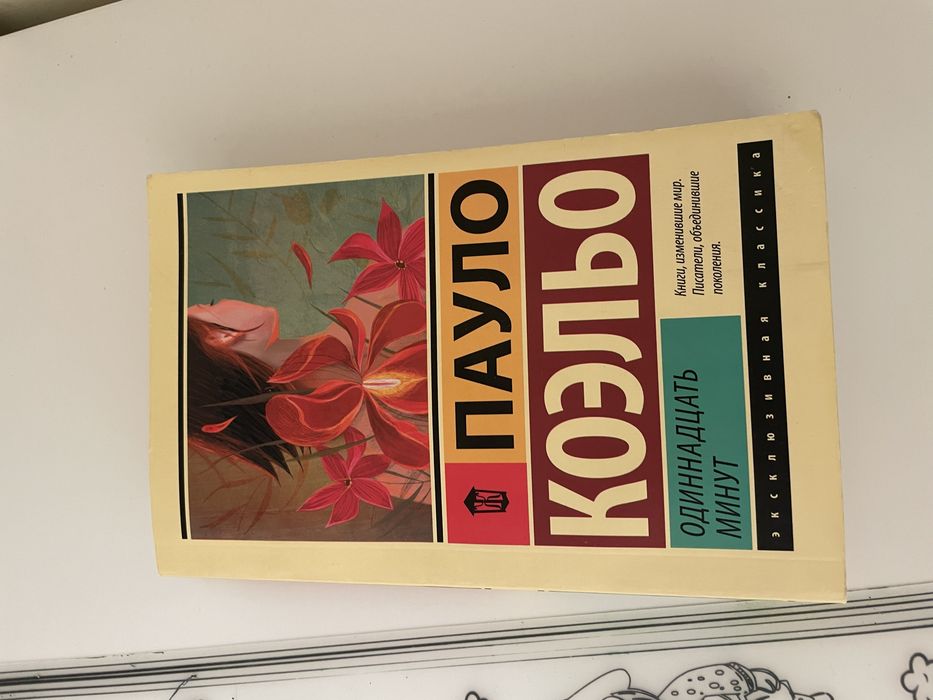 ПАУЛО
КОЭЛЬО
ОДИННАДЦАТЬ
МИНУТ
Книги, изменившие мир.
Писатели, объединившие
поколения.
эксклюзивная классика